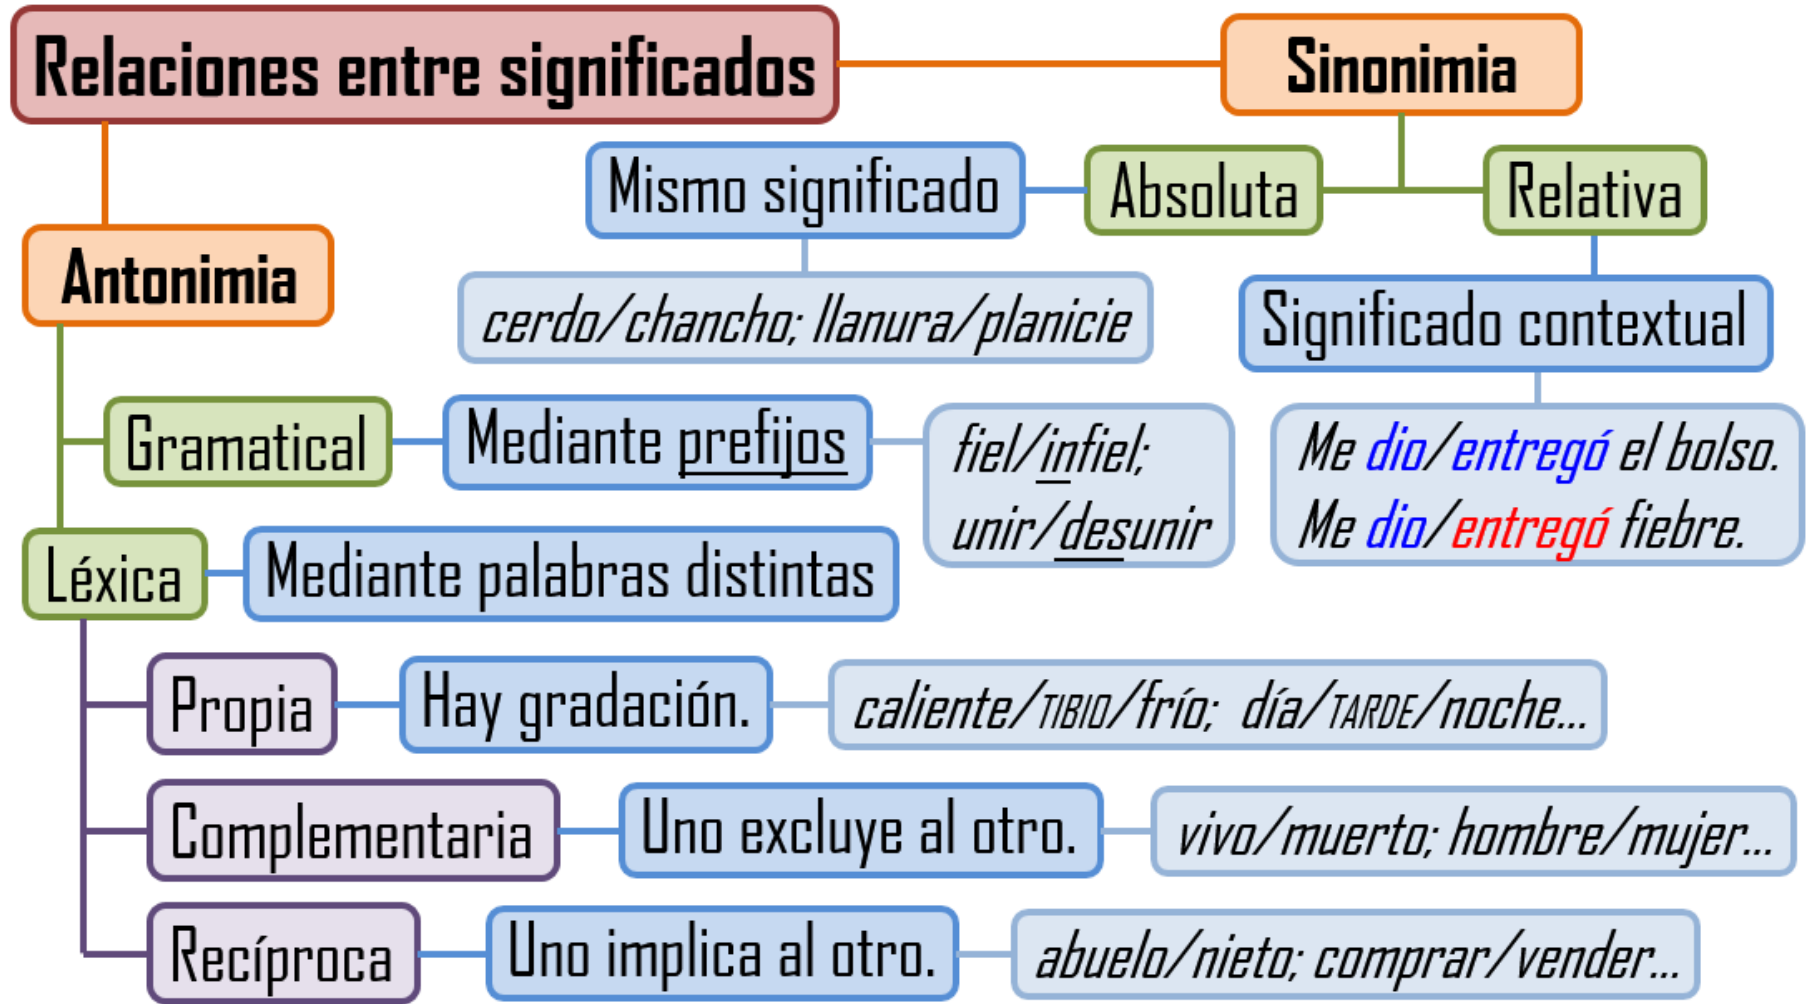 Relaciones entre significados
Sinonimia
Mismo significado
Absoluta
Relativa
Antonimia
cerdo/chancho; llanura/planicie
Significado contextual
Gramatical
Mediante prefijos
fiel/infiel;
unir/desunir
Me dio/entregó el bolso.
Me dio/entregó fiebre.
Léxica
Mediante palabras distintas
Propia
Hay gradación.
caliente/TIBIO/frío; día/TARDE/noche...
Complementaria
Uno excluye al otro.
vivo/muerto; hombre/mujer...
Recíproca
Uno implica al otro.
abuelo/nieto; comprar/vender...